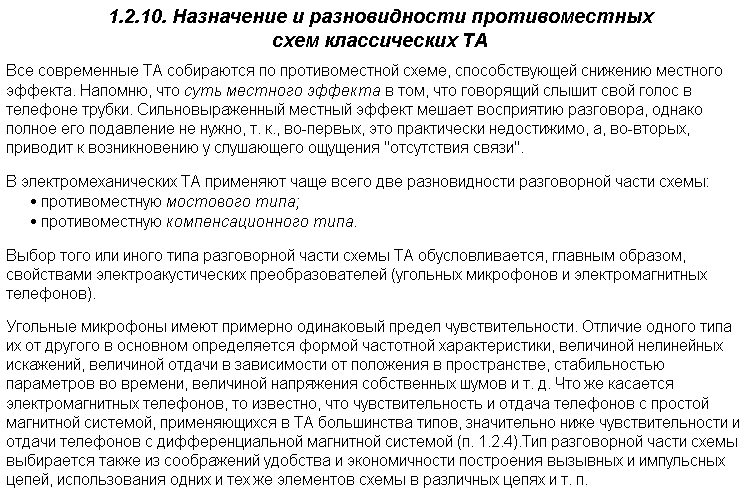 1.2.10. Назначение и разновидности противоместных
схем классических ТА
Все современные ТА собираются по противоместной схеме, способствующей снижению местного
эффекта. Напомню, что суть местного эффекта в том, что говорящий слышит свой голос в
телефоне трубки. Сильновыраженный местный эффект мешает восприятию разговора, однако
полное его подавление не нужно, т. к., во-первых, это практически недостижимо, а, во-вторых,
приводит к возникновению у слушающего ощущения "отсутствия связи".
В электромеханических ТА применяют чаще всего две разновидности разговорной части схемы:
• противоместную мостового типа;
• противоместную компенсационного типа.
Выбор того или иного типа разговорной части схемы ТА обусловливается, главным образом,
свойствами электроакустических преобразователей (угольных микрофонов и электромагнитных
телефонов).
Угольные микрофоны имеют примерно одинаковый предел чувствительности. Отличие одного типа
их от другого в основном определяется формой частотной характеристики, величиной нелинейных
искажений, величиной отдачи в зависимости от положения в пространстве, стабильностью
параметров во времени, величиной напряжения собственных шумов и т. д. Что же касается
электромагнитных телефонов, то известно, что чувствительность и отдача телефонов с простой
магнитной системой, применяющихся в ТА большинства типов, значительно ниже чувствительности и
отдачи телефонов с дифференциальной магнитной системой (п. 1.2.4).Тип разговорной части схемы
выбирается также из соображений удобства и экономичности построения вызывных и импульсных
цепей, использования одних и тех же элементов схемы в различных цепях и т. п.